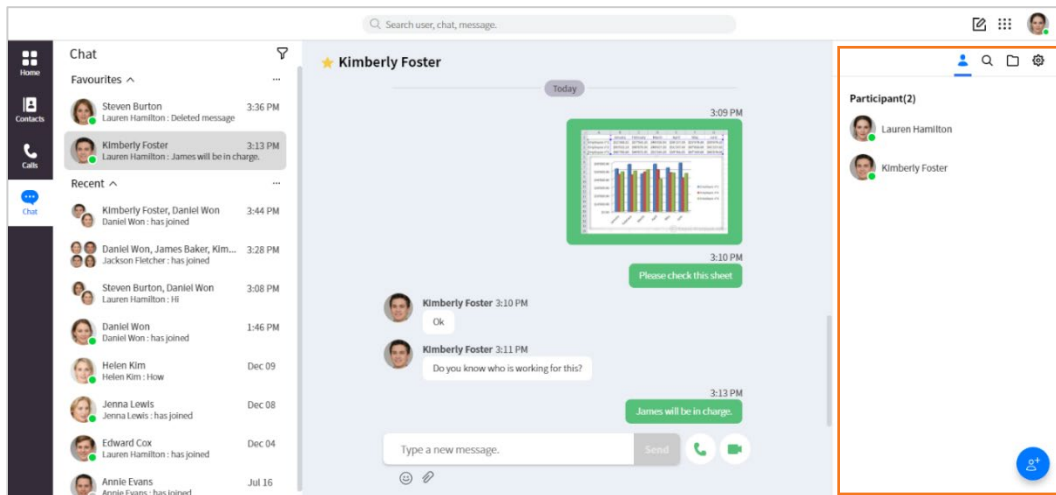 Search user, chat, message.
Home
Contacts
Calls
Chat
Chat
Favourites
Steven Burton 3:36 PM
Lauren Hamilton : Deleted message
Kimberly Foster 3:13 PM
Lauren Hamilton : James will be in charge.
Recent
Kimberly Foster, Daniel Won 3:44 PM
Daniel Won : has joined
Daniel Won, James Baker, Kim... 3:28 PM
Jackson Fletcher : has joined
Steven Burton, Daniel Won 3:08 PM
Lauren Hamilton : Hi
Daniel Won 1:46 PM
Daniel Won : has joined
Helen Kim Dec 09
Helen Kim : How
Jenna Lewis Dec 08
Jenna Lewis : has joined
Edward Cox Dec 04
Lauren Hamilton : has joined
Annie Evans Jul 16
Annie Evans : has joined
Kimberly Foster
Today
3:09 PM
3:10 PM
Please check this sheet
Kimberly Foster 3:10 PM
Ok
Kimberly Foster 3:11 PM
Do you know who is working for this?
3:13 PM
James will be in charge.
Type a new message.
Send
Participant(2)
Lauren Hamilton
Kimberly Foster